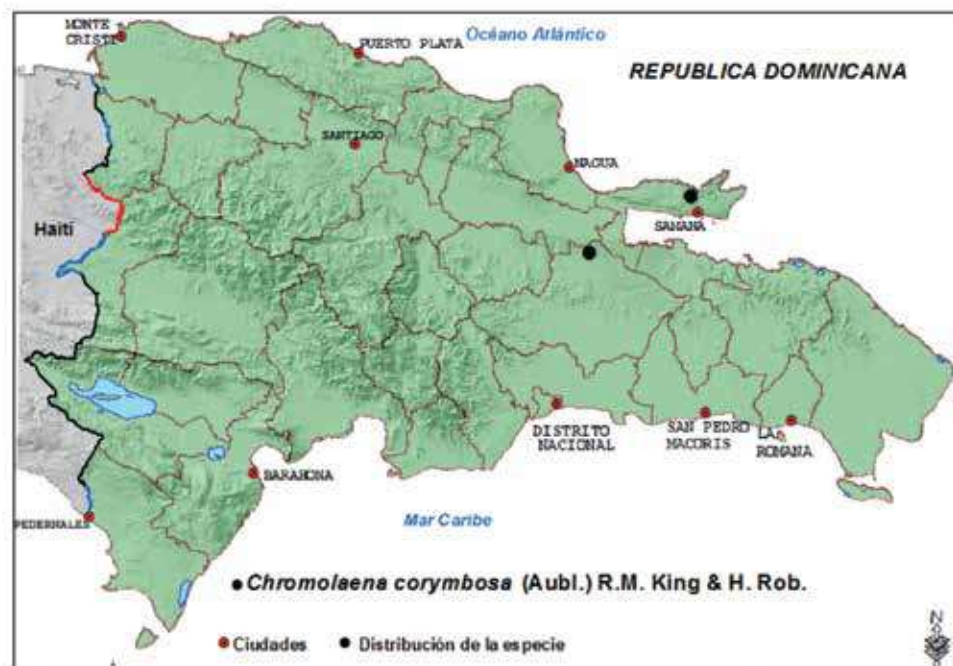 MONTE
CRISTI
PUERTO PLATA
Océano Atlántico
REPUBLICA DOMINICANA
SANTIAGO
NAGUA
SAMANA
Haití
DISTRITO
NACIONAL
SAN PEDRO
MACORIS
LA
ROMANA
BARAHONA
PEDERNALES
Mar Caribe
Chromolaena corymbosa (Aubl.) R.M. King & H. Rob.
Ciudades
Distribución de la especie
N